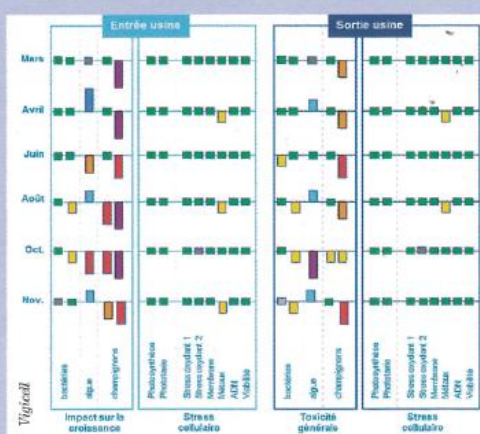 Entrée usine
Sortie usine
Mars
Avril
Juin
Août
Oct.
Nov.
bactéries
algue
champignons
Photosynthèse
Phototaxie
Stress oxydant 1
Stress oxydant 2
Membrane
Métaux
ADN
Viabilité
bactéries
algue
champignons
Photosynthèse
Phototaxie
Stress oxydant 1
Stress oxydant 2
Membrane
Métaux
ADN
Viabilité
Impact sur la
croissance
Stress
cellulaire
Toxicité
générale
Stress
cellulaire
Vigicell